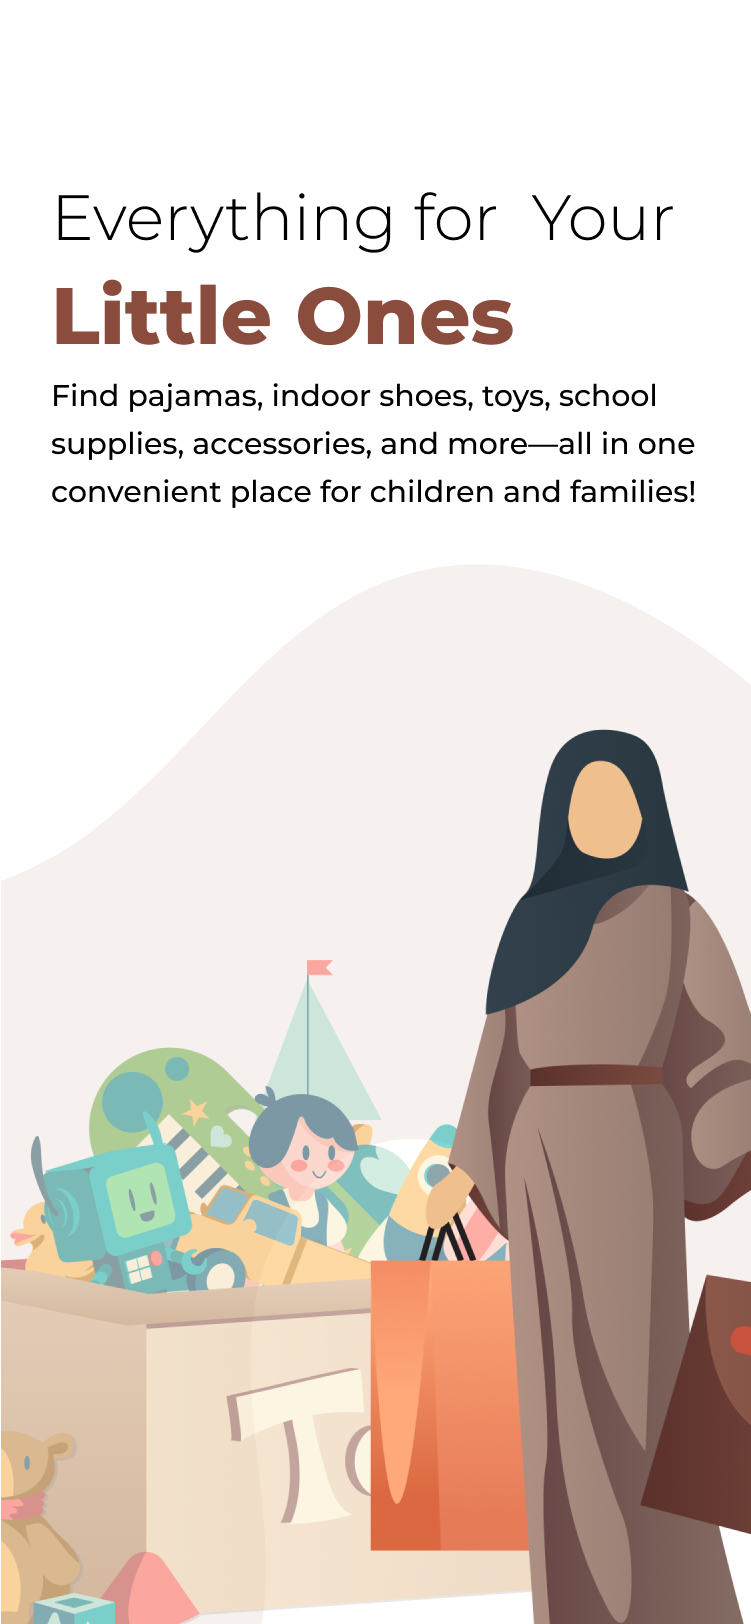 Everything for Your
Little Ones
Find pajamas, indoor shoes, toys, school
supplies, accessories, and more—all in one
convenient place for children and families!
To